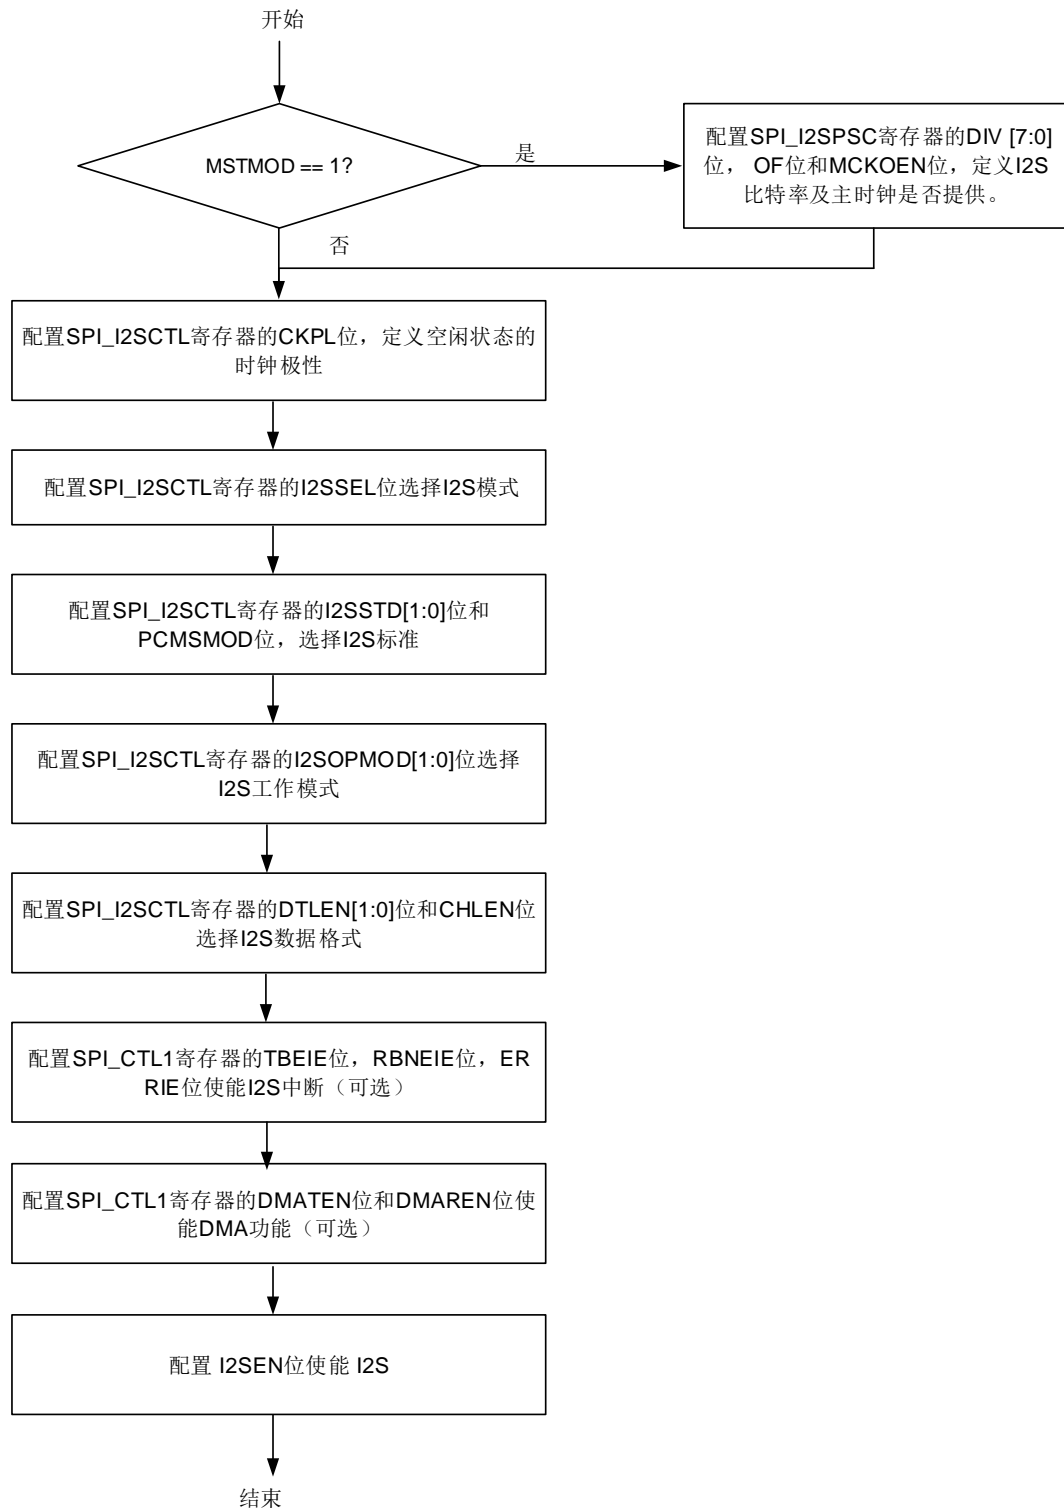 开始
MSTMOD == 1?
是
配置SPI_I2SPSC寄存器的DIV [7:0]
位， OF位和MCKOEN位，定义I2S
比特率及主时钟是否提供。
否
配置SPI_I2SCTL寄存器的CKPL位，定义空闲状态的
时钟极性
配置SPI_I2SCTL寄存器的I2SSEL位选择I2S模式
配置SPI_I2SCTL寄存器的I2SSTD[1:0]位和
PCMSMOD位，选择I2S标准
配置SPI_I2SCTL寄存器的I2SOPMOD[1:0]位选择
I2S工作模式
配置SPI_I2SCTL寄存器的DTLEN[1:0]位和CHLEN位
选择I2S数据格式
配置SPI_CTL1寄存器的TBEIE位，RBNEIE位，ER
RIE位使能I2S中断（可选）
配置SPI_CTL1寄存器的DMATEN位和DMAREN位使
能DMA功能（可选）
配置 I2SEN位使能 I2S
结束